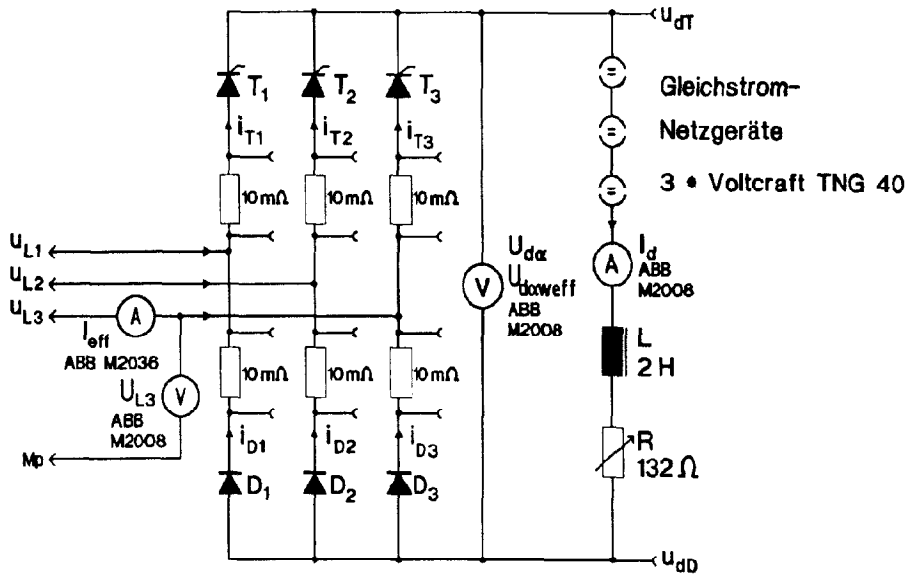 u_dT
T₁
T₂
T₃
Gleichstrom-
Netzgeräte
3 * Voltcraft TNG 40
i_T1
i_T2
i_T3
10mΩ
10mΩ
10mΩ
u_L1
u_L2
u_L3
I_eff
A
ABB M2036
U_L3
V
ABB
M2008
Mp
U_dα
U_dαweff
V
ABB
M2008
I_d
A
ABB
M2008
L
2 H
R
132 Ω
10mΩ
10mΩ
10mΩ
i_D1
i_D2
i_D3
D₁
D₂
D₃
u_dD